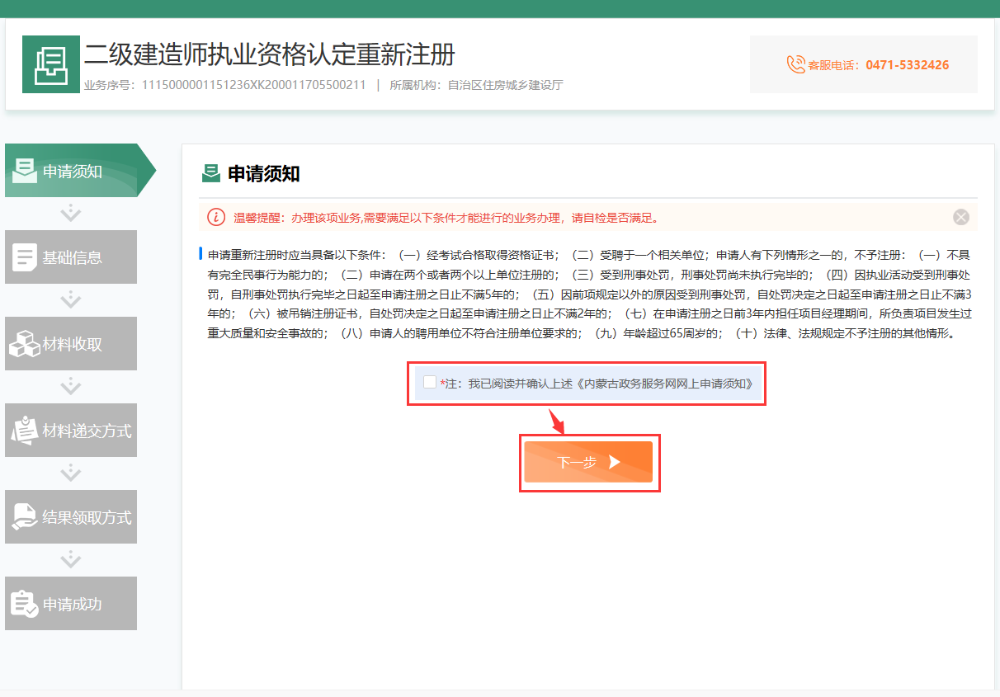 二级建造师执业资格认定重新注册
业务序号：1115000001151236XK200011705500211 | 所属机构：自治区住房城乡建设厅
客服电话：0471-5332426
申请须知
基础信息
材料收取
材料递交方式
结果领取方式
申请成功
申请须知
温馨提醒：办理该项业务,需要满足以下条件才能进行的业务办理，请自检是否满足。
申请重新注册时应当具备以下条件：（一）经考试合格取得资格证书；（二）受聘于一个相关单位；申请人有下列情形之一的，不予注册：（一）不具
有完全民事行为能力的；（二）申请在两个或者两个以上单位注册的；（三）受到刑事处罚，刑事处罚尚未执行完毕的；（四）因执业活动受到刑事处
罚，自刑事处罚执行完毕之日起至申请注册之日止不满5年的；（五）因前项规定以外的原因受到刑事处罚，自处罚决定之日起至申请注册之日止不满3
年的；（六）被吊销注册证书，自处罚决定之日起至申请注册之日止不满2年的；（七）在申请注册之日前3年内担任项目经理期间，所负责项目发生过
重大质量和安全事故的；（八）申请人的聘用单位不符合注册单位要求的；（九）年龄超过65周岁的；（十）法律、法规规定不予注册的其他情形。
*注：我已阅读并确认上述《内蒙古政务服务网网上申请须知》
下一步